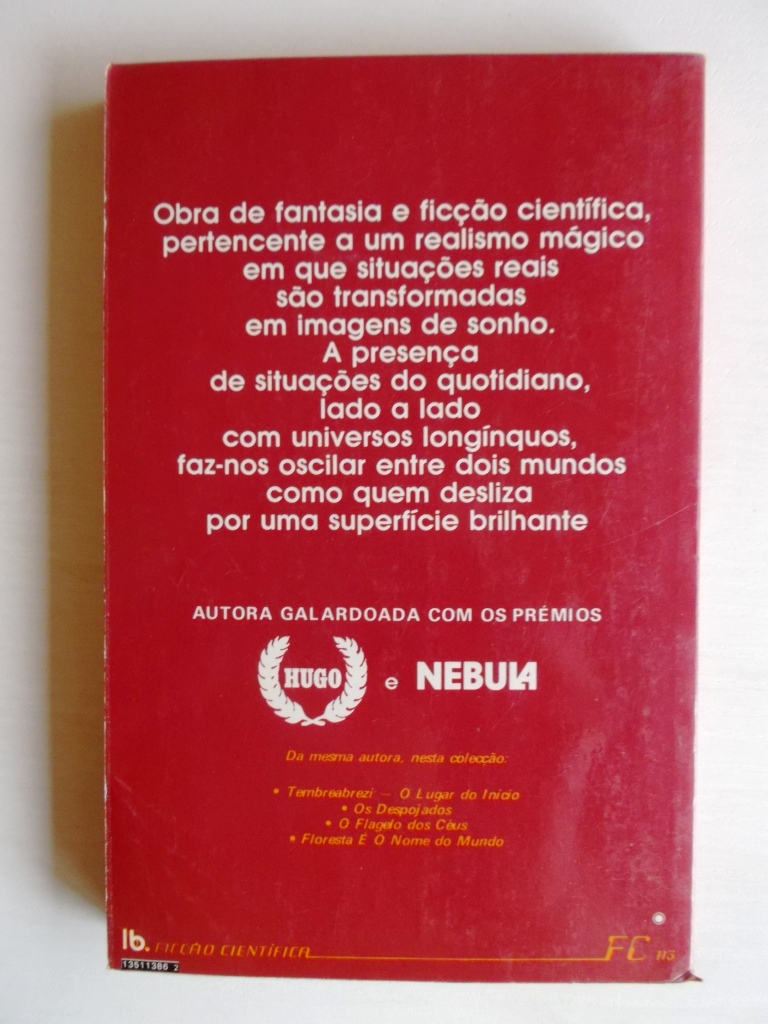 Obra de fantasia e ficção científica,
pertencente a um realismo mágico
em que situações reais
são transformadas
em imagens de sonho.
A presença
de situações do quotidiano,
lado a lado
com universos longínquos,
faz-nos oscilar entre dois mundos
como quem desliza
por uma superfície brilhante
AUTORA GALARDOADA COM OS PRÉMIOS
HUGO e NEBULA
Da mesma autora, nesta colecção:
• Tembreabrezi — O Lugar do Início
• Os Despojados
• O Flagelo dos Céus
• Floresta É O Nome do Mundo
lb. FICÇÃO CIENTÍFICA FC 115
13611386 2